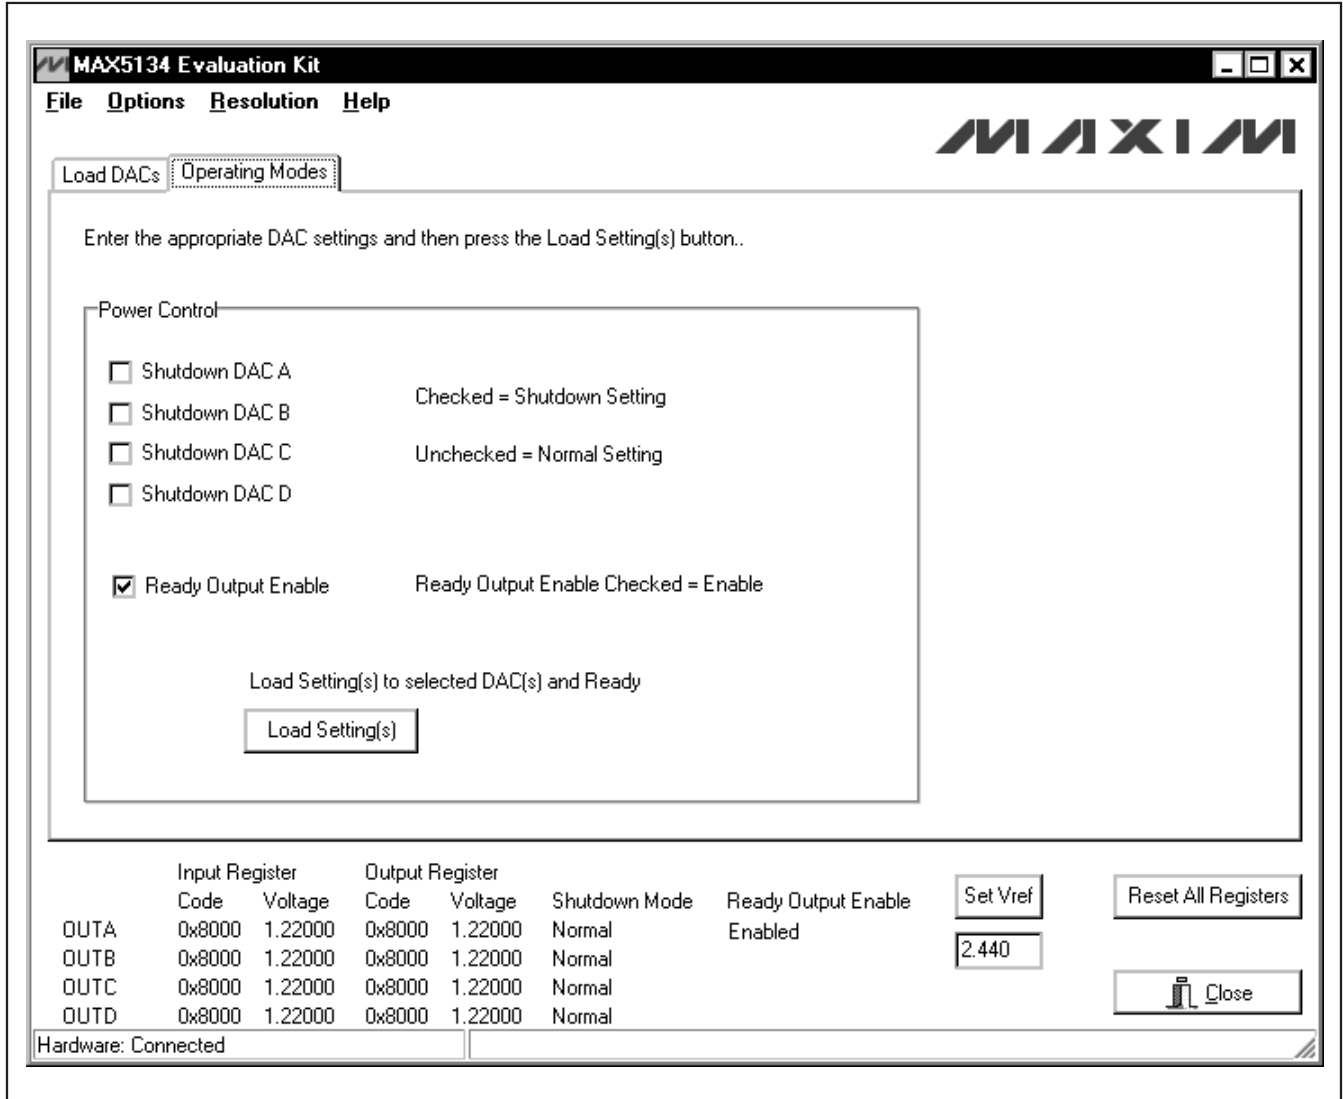 MAX5134 Evaluation Kit
File Options Resolution Help
MAXIM
Load DACs Operating Modes
Enter the appropriate DAC settings and then press the Load Setting(s) button..
Power Control
Shutdown DAC A
Checked = Shutdown Setting
Shutdown DAC B
Shutdown DAC C
Unchecked = Normal Setting
Shutdown DAC D
Ready Output Enable Ready Output Enable Checked = Enable
Load Setting(s) to selected DAC(s) and Ready
Load Setting(s)
Input Register Output Register
Code Voltage Code Voltage Shutdown Mode Ready Output Enable Set Vref Reset All Registers
OUTA 0x8000 1.22000 0x8000 1.22000 Normal Enabled
OUTB 0x8000 1.22000 0x8000 1.22000 Normal 2.440
OUTC 0x8000 1.22000 0x8000 1.22000 Normal Close
OUTD 0x8000 1.22000 0x8000 1.22000 Normal
Hardware: Connected